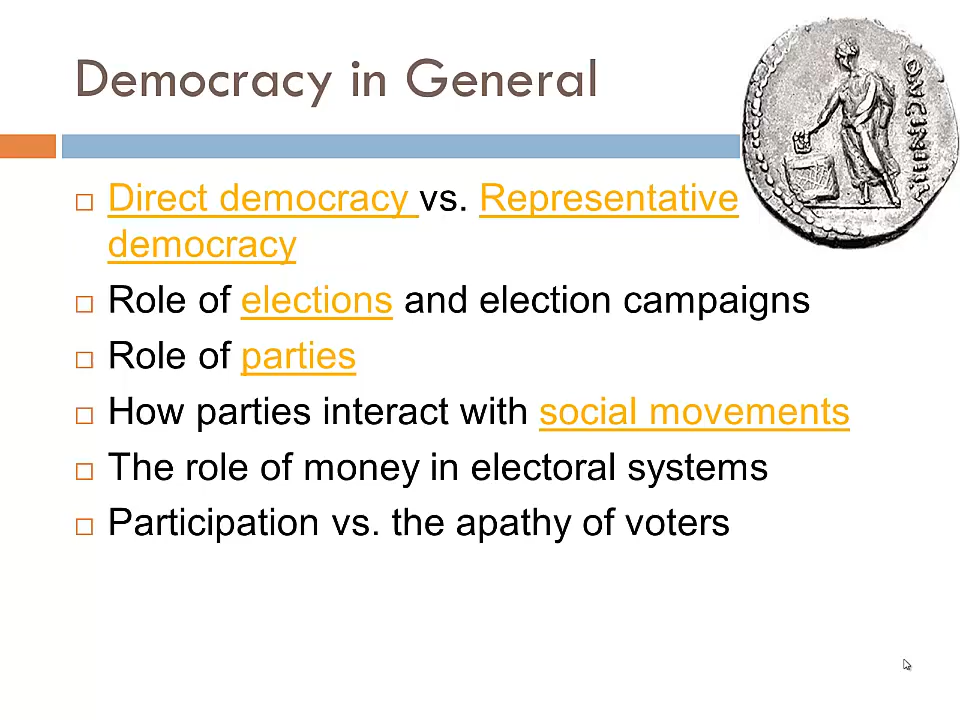 Democracy in General
Direct democracy vs. Representative
democracy
Role of elections and election campaigns
Role of parties
How parties interact with social movements
The role of money in electoral systems
Participation vs. the apathy of voters